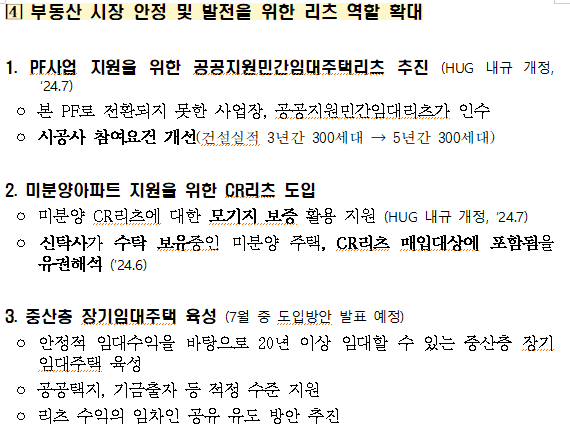 [4] 부동산 시장 안정 및 발전을 위한 리츠 역할 확대
1. PF사업 지원을 위한 공공지원민간임대주택리츠 추진 (HUG 내규 개정,
'24.7)
○ 본 PF로 전환되지 못한 사업장, 공공지원민간임대리츠가 인수
○ 시공사 참여요건 개선(건설실적 3년간 300세대 → 5년간 300세대)
2. 미분양아파트 지원을 위한 CR리츠 도입
○ 미분양 CR리츠에 대한 모기지 보증 활용 지원 (HUG 내규 개정, '24.7)
○ 신탁사가 수탁 보유중인 미분양 주택, CR리츠 매입대상에 포함됨을
유권해석 ('24.6)
3. 중산층 장기임대주택 육성 (7월 중 도입방안 발표 예정)
○ 안정적 임대수익을 바탕으로 20년 이상 임대할 수 있는 중산층 장기
임대주택 육성
○ 공공택지, 기금출자 등 적정 수준 지원
○ 리츠 수익의 임차인 공유 유도 방안 추진